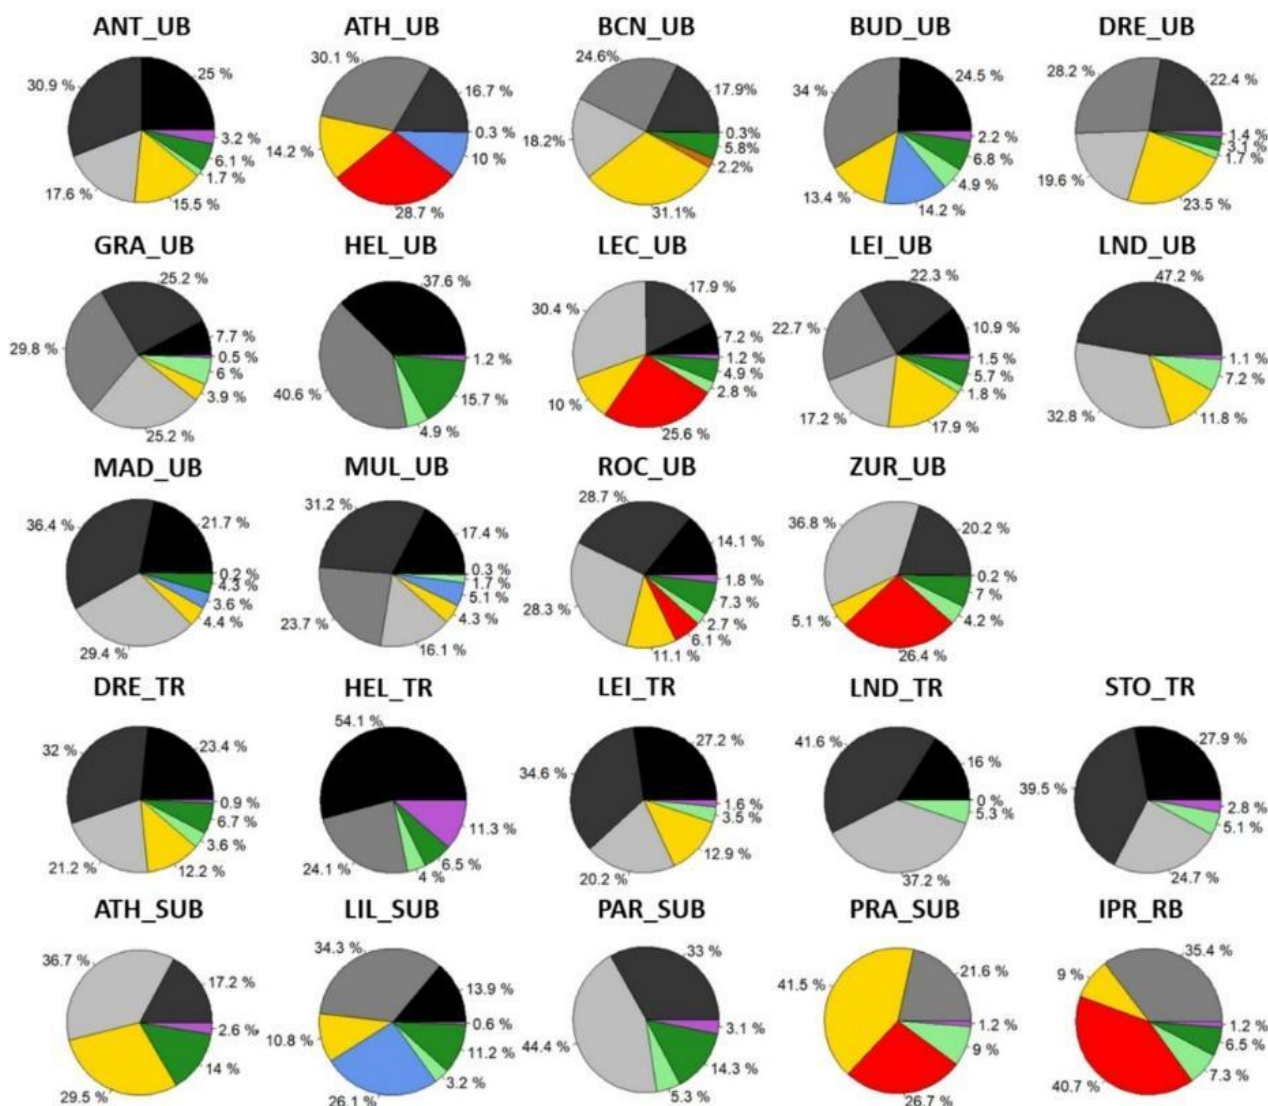 ANT_UB ATH_UB BCN_UB BUD_UB DRE_UB
30.9 % 25 % 3.2 % 6.1 % 1.7 % 15.5 % 17.6 %
30.1 % 16.7 % 0.3 % 10 % 28.7 % 14.2 %
24.6% 17.9% 0.3% 5.8% 2.2% 31.1% 18.2%
34 % 24.5 % 2.2 % 6.8 % 4.9 % 14.2 % 13.4 %
28.2 % 22.4 % 1.4 % 3.1 % 1.7 % 23.5 % 19.6 %
GRA_UB HEL_UB LEC_UB LEI_UB LND_UB
25.2 % 7.7 % 0.5 % 6 % 3.9 % 25.2 % 29.8 %
37.6 % 1.2 % 15.7 % 4.9 % 40.6 %
30.4 % 17.9 % 7.2 % 1.2 % 4.9 % 2.8 % 25.6 % 10 %
22.3 % 10.9 % 1.5 % 5.7 % 1.8 % 17.9 % 17.2 % 22.7 %
47.2 % 1.1 % 7.2 % 11.8 % 32.8 %
MAD_UB MUL_UB ROC_UB ZUR_UB
36.4 % 21.7 % 0.2 % 4.3 % 3.6 % 4.4 % 29.4 %
31.2 % 17.4 % 0.3 % 1.7 % 5.1 % 4.3 % 16.1 % 23.7 %
28.7 % 14.1 % 1.8 % 7.3 % 2.7 % 6.1 % 11.1 % 28.3 %
36.8 % 20.2 % 0.2 % 7 % 4.2 % 26.4 % 5.1 %
DRE_TR HEL_TR LEI_TR LND_TR STO_TR
32 % 23.4 % 0.9 % 6.7 % 3.6 % 12.2 % 21.2 %
54.1 % 11.3 % 6.5 % 4 % 24.1 %
34.6 % 27.2 % 1.6 % 3.5 % 12.9 % 20.2 %
41.6 % 16 % 0 % 5.3 % 37.2 %
39.5 % 27.9 % 2.8 % 5.1 % 24.7 %
ATH_SUB LIL_SUB PAR_SUB PRA_SUB IPR_RB
36.7 % 17.2 % 2.6 % 14 % 29.5 %
34.3 % 13.9 % 0.6 % 11.2 % 3.2 % 26.1 % 10.8 %
33 % 3.1 % 14.3 % 5.3 % 44.4 %
41.5 % 21.6 % 1.2 % 9 % 26.7 %
35.4 % 1.2 % 6.5 % 7.3 % 40.7 % 9 %